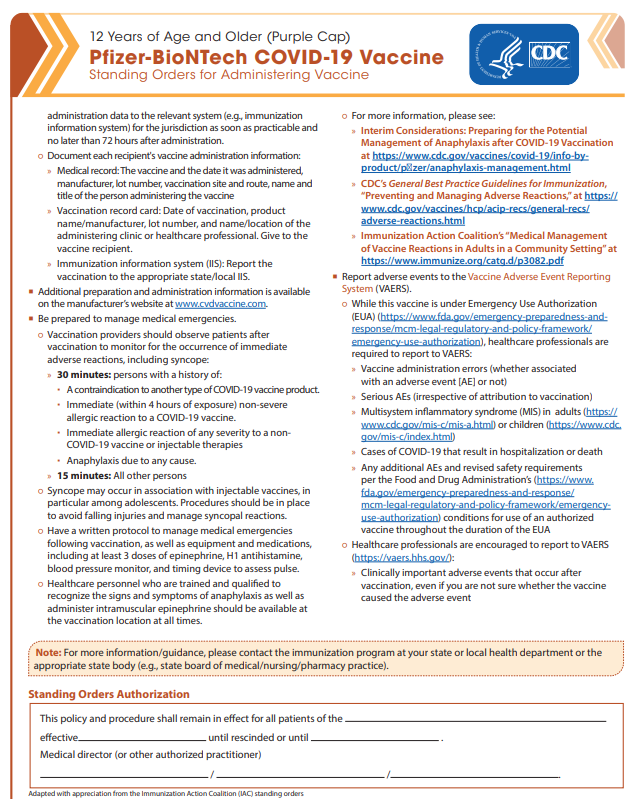 12 Years of Age and Older (Purple Cap)
Pfizer-BioNTech COVID-19 Vaccine
Standing Orders for Administering Vaccine
CDC
administration data to the relevant system (e.g., immunization
information system) for the jurisdiction as soon as practicable and
no later than 72 hours after administration.
○ Document each recipient's vaccine administration information:
» Medical record: The vaccine and the date it was administered,
manufacturer, lot number, vaccination site and route, name and
title of the person administering the vaccine
» Vaccination record card: Date of vaccination, product
name/manufacturer, lot number, and name/location of the
administering clinic or healthcare professional. Give to the
vaccine recipient.
» Immunization information system (IIS): Report the
vaccination to the appropriate state/local IIS.
■ Additional preparation and administration information is available
on the manufacturer's website at www.cvdvaccine.com.
■ Be prepared to manage medical emergencies.
○ Vaccination providers should observe patients after
vaccination to monitor for the occurrence of immediate
adverse reactions, including syncope:
» 30 minutes: persons with a history of:
• A contraindication to another type of COVID-19 vaccine product.
• Immediate (within 4 hours of exposure) non-severe
allergic reaction to a COVID-19 vaccine.
• Immediate allergic reaction of any severity to a non-
COVID-19 vaccine or injectable therapies
• Anaphylaxis due to any cause.
» 15 minutes: All other persons
○ Syncope may occur in association with injectable vaccines, in
particular among adolescents. Procedures should be in place
to avoid falling injuries and manage syncopal reactions.
○ Have a written protocol to manage medical emergencies
following vaccination, as well as equipment and medications,
including at least 3 doses of epinephrine, H1 antihistamine,
blood pressure monitor, and timing device to assess pulse.
○ Healthcare personnel who are trained and qualified to
recognize the signs and symptoms of anaphylaxis as well as
administer intramuscular epinephrine should be available at
the vaccination location at all times.
○ For more information, please see:
» Interim Considerations: Preparing for the Potential
Management of Anaphylaxis after COVID-19 Vaccination
at https://www.cdc.gov/vaccines/covid-19/info-by-
product/p⍰zer/anaphylaxis-management.html
» CDC's General Best Practice Guidelines for Immunization,
"Preventing and Managing Adverse Reactions," at https://
www.cdc.gov/vaccines/hcp/acip-recs/general-recs/
adverse-reactions.html
» Immunization Action Coalition's "Medical Management
of Vaccine Reactions in Adults in a Community Setting" at
https://www.immunize.org/catg.d/p3082.pdf
■ Report adverse events to the Vaccine Adverse Event Reporting
System (VAERS).
○ While this vaccine is under Emergency Use Authorization
(EUA) (https://www.fda.gov/emergency-preparedness-and-
response/mcm-legal-regulatory-and-policy-framework/
emergency-use-authorization), healthcare professionals are
required to report to VAERS:
» Vaccine administration errors (whether associated
with an adverse event [AE] or not)
» Serious AEs (irrespective of attribution to vaccination)
» Multisystem inflammatory syndrome (MIS) in adults (https://
www.cdc.gov/mis-c/mis-a.html) or children (https://www.cdc.
gov/mis-c/index.html)
» Cases of COVID-19 that result in hospitalization or death
» Any additional AEs and revised safety requirements
per the Food and Drug Administration's (https://www.
fda.gov/emergency-preparedness-and-response/
mcm-legal-regulatory-and-policy-framework/emergency-
use-authorization) conditions for use of an authorized
vaccine throughout the duration of the EUA
○ Healthcare professionals are encouraged to report to VAERS
(https://vaers.hhs.gov/):
» Clinically important adverse events that occur after
vaccination, even if you are not sure whether the vaccine
caused the adverse event
Note: For more information/guidance, please contact the immunization program at your state or local health department or the
appropriate state body (e.g., state board of medical/nursing/pharmacy practice).
Standing Orders Authorization
This policy and procedure shall remain in effect for all patients of the
effective until rescinded or until .
Medical director (or other authorized practitioner)
/ / .
Adapted with appreciation from the Immunization Action Coalition (IAC) standing orders